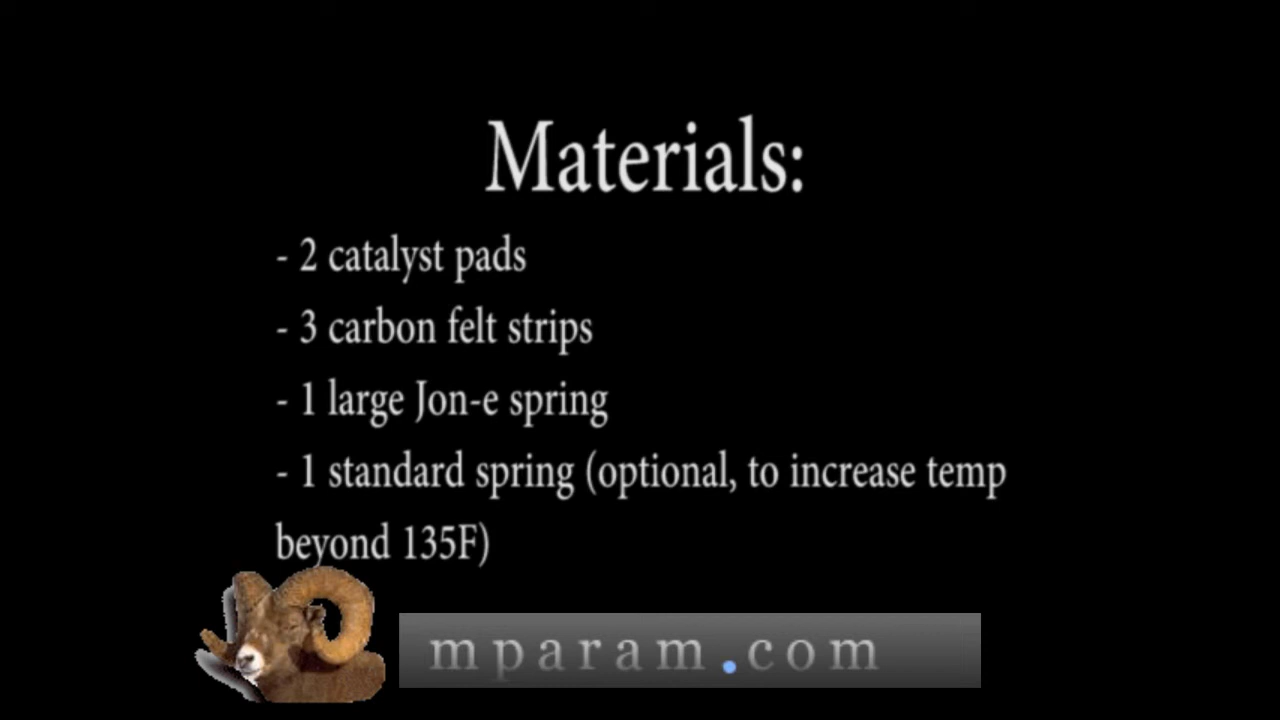 Materials:
- 2 catalyst pads
- 3 carbon felt strips
- 1 large Jon-e spring
- 1 standard spring (optional, to increase temp
beyond 135F)
mparam.com